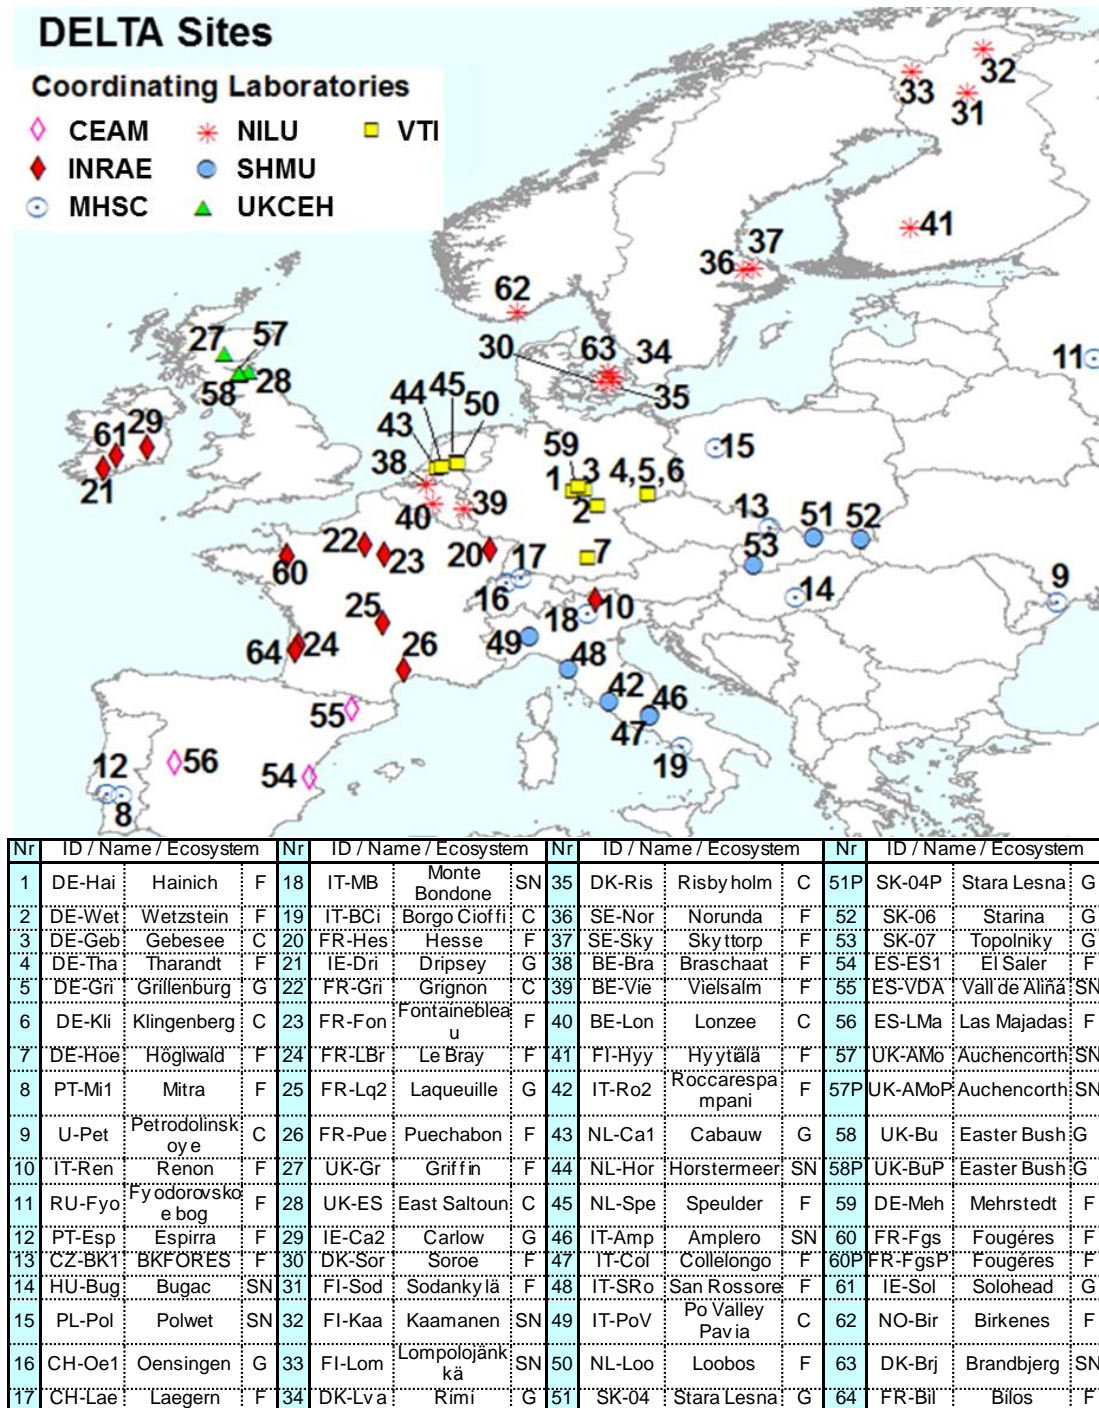 DELTA Sites
Coordinating Laboratories
CEAM NILU VTI
INRAE SHMU
MHSC UKCEH
32
33
31
41
37
36
62
27 57
30 63 34
11
58 28
35
44 45 50
43
61 29
59
15
38
1 3 4,5,6
21
2
40 39
13 51 52
22 23 20 17
53
7
60
9
16
14
25
18 10
64 24 26
49
48
55
42 46
47
12 56 54
19
8
Nr ID / Name / Ecosystem Nr ID / Name / Ecosystem Nr ID / Name / Ecosystem Nr ID / Name / Ecosystem
1 DE-Hai Hainich F 18 IT-MB Monte Bondone SN 35 DK-Ris Risbyholm C 51P SK-04P Stara Lesna G
2 DE-Wet Wetzstein F 19 IT-BCi Borgo Cioffi C 36 SE-Nor Norunda F 52 SK-06 Starina G
3 DE-Geb Gebesee C 20 FR-Hes Hesse F 37 SE-Sky Skyttorp F 53 SK-07 Topolniky G
4 DE-Tha Tharandt F 21 IE-Dri Dripsey G 38 BE-Bra Braschaat F 54 ES-ES1 El Saler F
5 DE-Gri Grillenburg G 22 FR-Gri Grignon C 39 BE-Vie Vielsalm F 55 ES-VDA Vall de Aliñá SN
6 DE-Kli Klingenberg C 23 FR-Fon Fontainebleau F 40 BE-Lon Lonzee C 56 ES-LMa Las Majadas F
7 DE-Hoe Höglwald F 24 FR-LBr Le Bray F 41 FI-Hyy Hyytiälä F 57 UK-AMo Auchencorth SN
8 PT-Mi1 Mitra F 25 FR-Lq2 Laqueuille G 42 IT-Ro2 Roccarespampani F 57P UK-AMoP Auchencorth SN
9 U-Pet Petrodolinskoye C 26 FR-Pue Puechabon F 43 NL-Ca1 Cabauw G 58 UK-Bu Easter Bush G
10 IT-Ren Renon F 27 UK-Gr Griffin F 44 NL-Hor Horstermeer SN 58P UK-BuP Easter Bush G
11 RU-Fyo Fyodorovskoe bog F 28 UK-ES East Saltoun C 45 NL-Spe Speulder F 59 DE-Meh Mehrstedt F
12 PT-Esp Espirra F 29 IE-Ca2 Carlow G 46 IT-Amp Amplero SN 60 FR-Fgs Fougéres F
13 CZ-BK1 BKFORES F 30 DK-Sor Soroe F 47 IT-Col Collelongo F 60P FR-FgsP Fougéres F
14 HU-Bug Bugac SN 31 FI-Sod Sodankylä F 48 IT-SRo San Rossore F 61 IE-Sol Solohead G
15 PL-Pol Polwet SN 32 FI-Kaa Kaamanen SN 49 IT-PoV Po Valley Pavia C 62 NO-Bir Birkenes F
16 CH-Oe1 Oensingen G 33 FI-Lom Lompolojänkkä SN 50 NL-Loo Loobos F 63 DK-Brj Brandbjerg SN
17 CH-Lae Laegern F 34 DK-Lva Rimi G 51 SK-04 Stara Lesna G 64 FR-Bil Bilos F